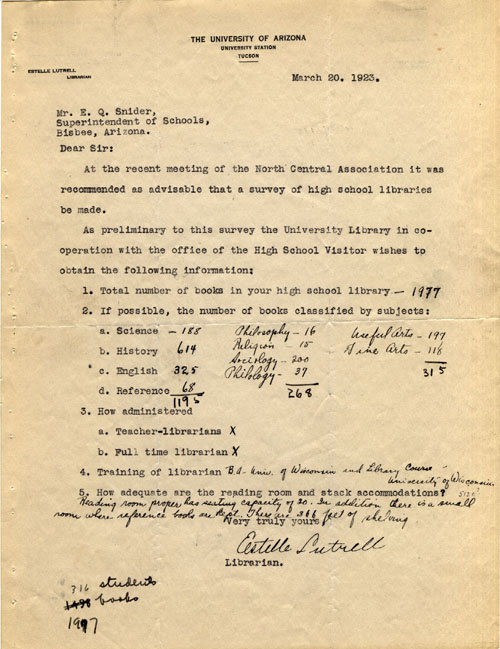 THE UNIVERSITY OF ARIZONA
UNIVERSITY STATION
TUCSON
ESTELLE LUTRELL
LIBRARIAN
March 20. 1923.
Mr. E. Q. Snider,
Superintendent of Schools,
Bisbee, Arizona.
Dear Sir:
At the recent meeting of the North Central Association it was
recommended as advisable that a survey of high school libraries
be made.
As preliminary to this survey the University Library in co-
operation with the office of the High School Visitor wishes to
obtain the following information:
1. Total number of books in your high school library — 1977
2. If possible, the number of books classified by subjects:
a. Science — 188 Philosophy - 16 Useful Arts - 197
b. History 614 Religion - 15 Fine Arts - 118
Sociology - 200
c. English 325 Philology - 37 315
d. Reference 68 268
1195
3. How administered
a. Teacher-librarians X
b. Full time librarian X
4. Training of librarian B.A. Univ. of Wisconsin and Library Course -
University of Wisconsin.
5. How adequate are the reading room and stack accommodations?
Reading room proper has seating capacity of 20. In addition there is a small
room where reference books are kept. There are 366 feet of shelving
Very truly yours,
Estelle Lutrell
Librarian.
316 students
1498 books
1997